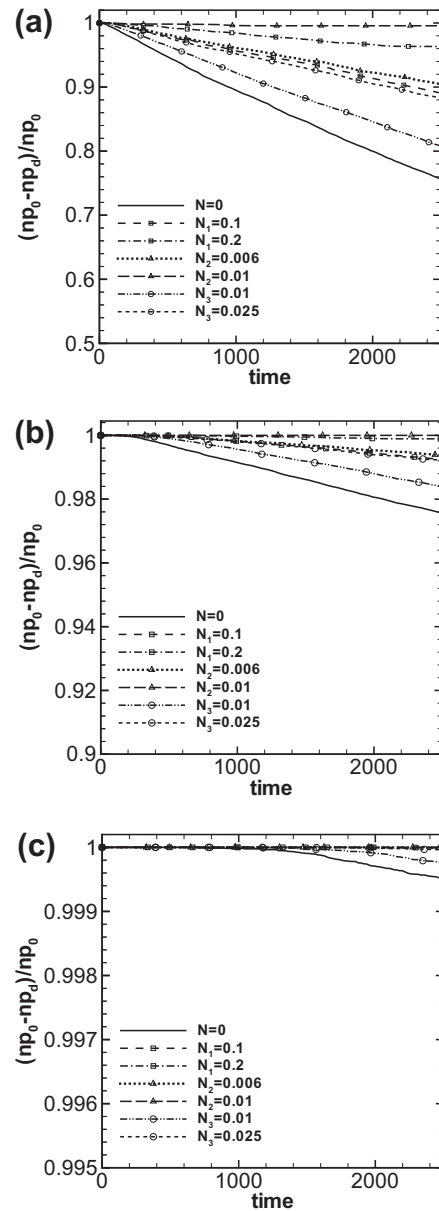 (a)
1
0.9
0.8
0.7
0.6
0.5
(np₀-np_d)/np₀
N=0
N₁=0.1
N₁=0.2
N₂=0.006
N₂=0.01
N₃=0.01
N₃=0.025
0 1000 2000
time
(b)
1
0.98
0.96
0.94
0.92
0.9
(np₀-np_d)/np₀
N=0
N₁=0.1
N₁=0.2
N₂=0.006
N₂=0.01
N₃=0.01
N₃=0.025
0 1000 2000
time
(c)
1
0.999
0.998
0.997
0.996
0.995
(np₀-np_d)/np₀
N=0
N₁=0.1
N₁=0.2
N₂=0.006
N₂=0.01
N₃=0.01
N₃=0.025
0 1000 2000
time